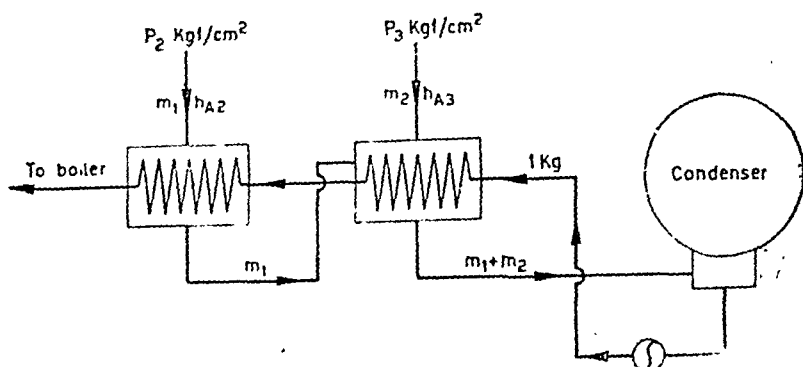 P₂ Kgf/cm²
P₃ Kgf/cm²
m₁ hA2
m₂ hA3
To boiler
1 Kg
Condenser
m₁
m₁+m₂